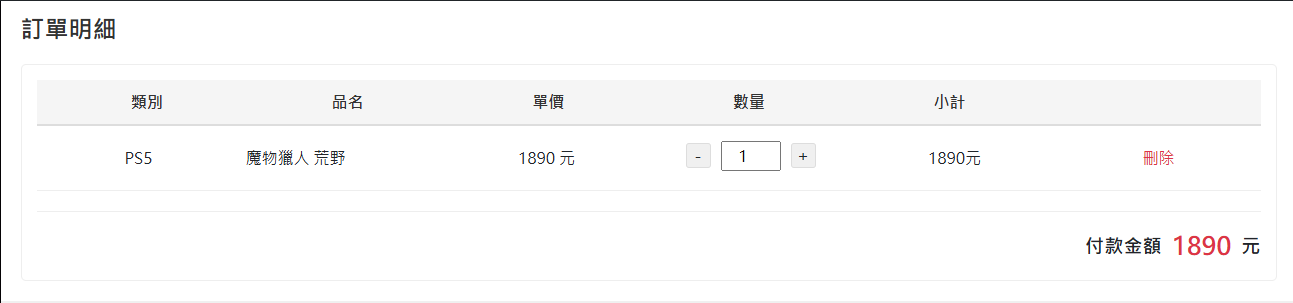 訂單明細
類別 品名 單價 數量 小計
PS5 魔物獵人 荒野 1890 元 - 1 + 1890元 刪除
付款金額 1890 元